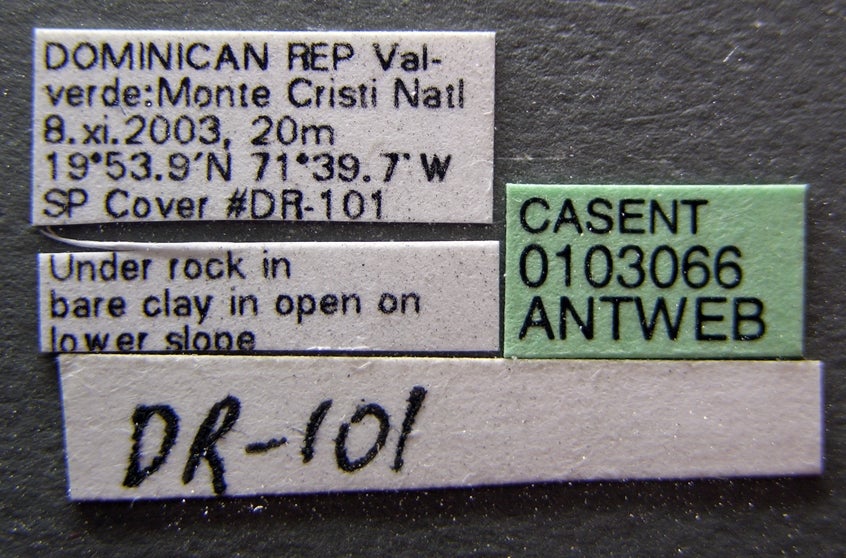 DOMINICAN REP Val-
verde:Monte Cristi Natl
8.xi.2003, 20m
19°53.9'N 71°39.7'W
SP Cover #DR-101
Under rock in
bare clay in open on
lower slope
CASENT
0103066
ANTWEB
DR-101